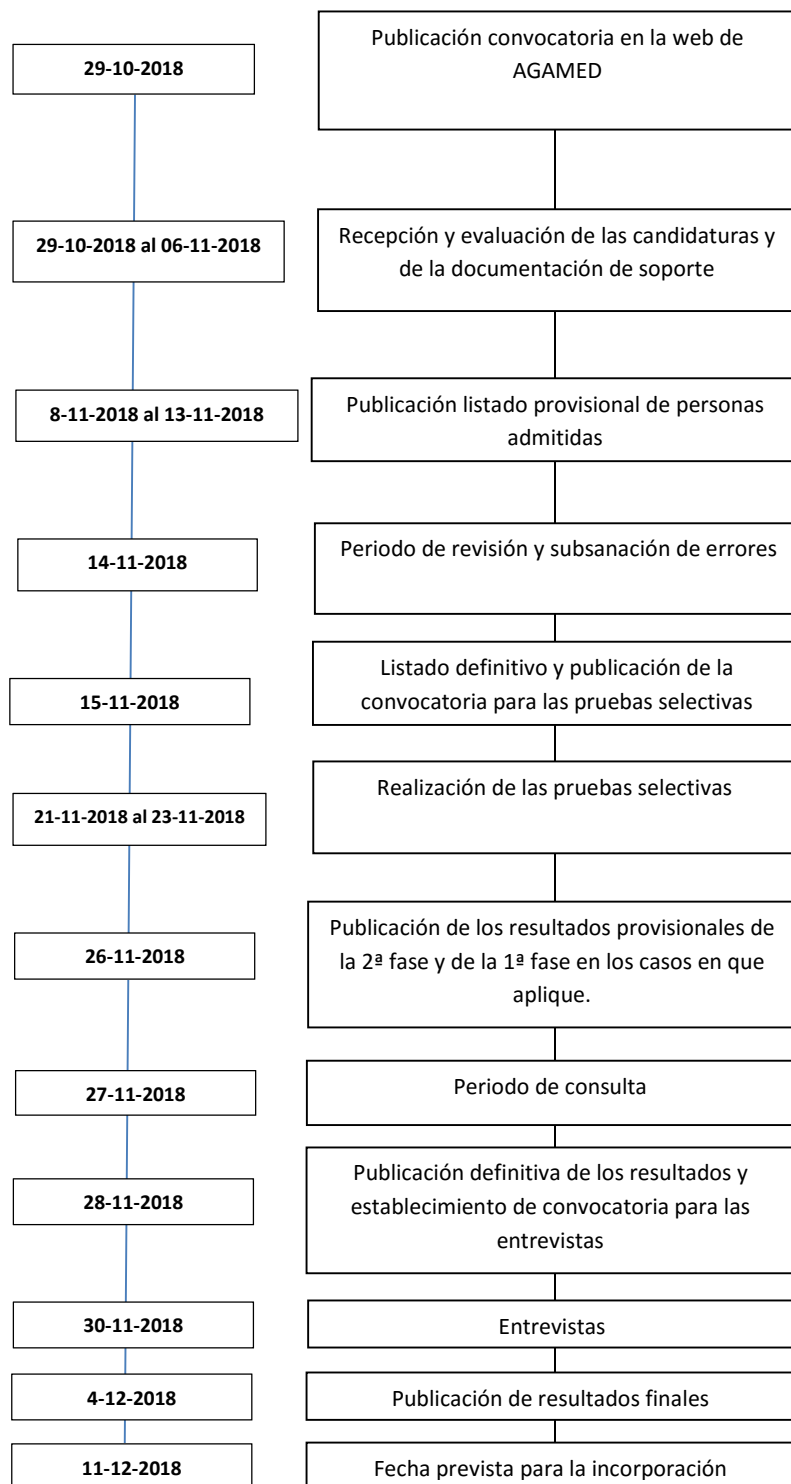 29-10-2018
Publicación convocatoria en la web de
AGAMED
29-10-2018 al 06-11-2018
Recepción y evaluación de las candidaturas y
de la documentación de soporte
8-11-2018 al 13-11-2018
Publicación listado provisional de personas
admitidas
14-11-2018
Periodo de revisión y subsanación de errores
15-11-2018
Listado definitivo y publicación de la
convocatoria para las pruebas selectivas
21-11-2018 al 23-11-2018
Realización de las pruebas selectivas
26-11-2018
Publicación de los resultados provisionales de
la 2ª fase y de la 1ª fase en los casos en que
aplique.
27-11-2018
Periodo de consulta
28-11-2018
Publicación definitiva de los resultados y
establecimiento de convocatoria para las
entrevistas
30-11-2018
Entrevistas
4-12-2018
Publicación de resultados finales
11-12-2018
Fecha prevista para la incorporación